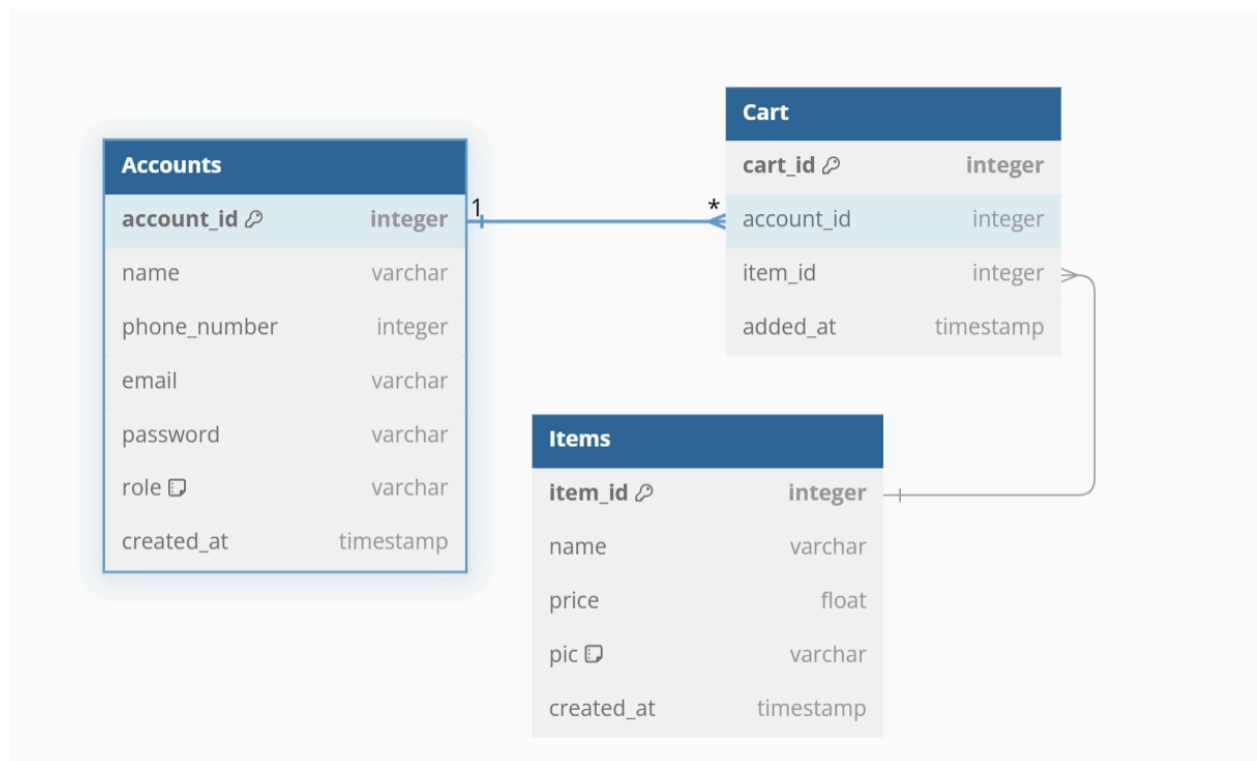 Accounts
account_id integer
name varchar
phone_number integer
email varchar
password varchar
role varchar
created_at timestamp
1
*
Cart
cart_id integer
account_id integer
item_id integer
added_at timestamp
Items
item_id integer
name varchar
price float
pic varchar
created_at timestamp